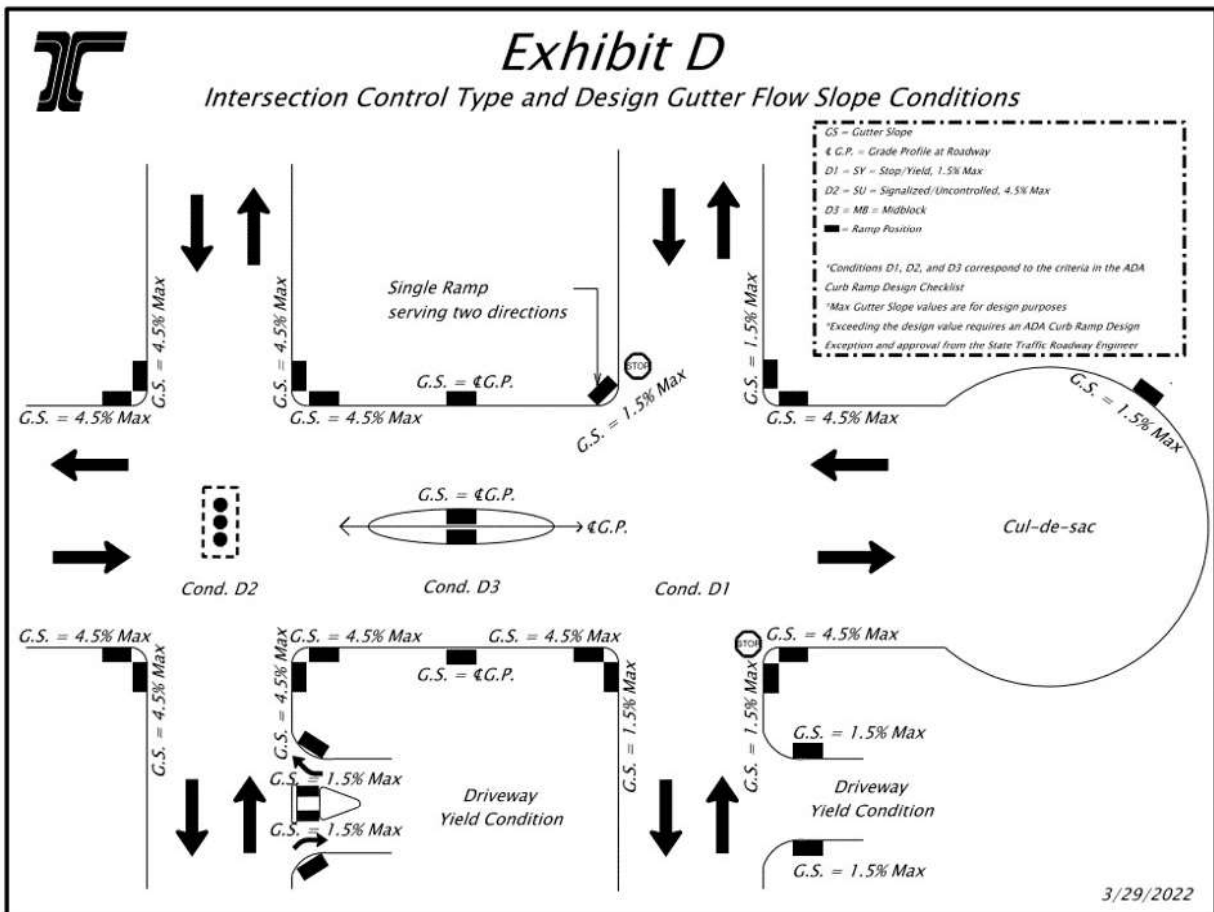 Exhibit D
Intersection Control Type and Design Gutter Flow Slope Conditions
GS = Gutter Slope
℄ G.P. = Grade Profile at Roadway
D1 = SY = Stop/Yield, 1.5% Max
D2 = SU = Signalized/Uncontrolled, 4.5% Max
D3 = MB = Midblock
= Ramp Position
*Conditions D1, D2, and D3 correspond to the criteria in the ADA
Curb Ramp Design Checklist
*Max Gutter Slope values are for design purposes
*Exceeding the design value requires an ADA Curb Ramp Design
Exception and approval from the State Traffic Roadway Engineer
G.S. = 4.5% Max
G.S. = 4.5% Max
Single Ramp
serving two directions
STOP
G.S. = 1.5% Max
G.S. = 1.5% Max
G.S. = 1.5% Max
G.S. = ℄G.P.
G.S. = 4.5% Max
G.S. = 4.5% Max
G.S. = 4.5% Max
G.S. = ℄G.P.
℄G.P.
Cul-de-sac
Cond. D2
Cond. D3
Cond. D1
G.S. = 4.5% Max
G.S. = 4.5% Max
G.S. = 4.5% Max
STOP
G.S. = 4.5% Max
G.S. = ℄G.P.
G.S. = 4.5% Max
G.S. = 4.5% Max
G.S. = 1.5% Max
G.S. = 1.5% Max
G.S. = 1.5% Max
G.S. = 1.5% Max
Driveway
Yield Condition
Driveway
Yield Condition
G.S. = 1.5% Max
G.S. = 1.5% Max
3/29/2022